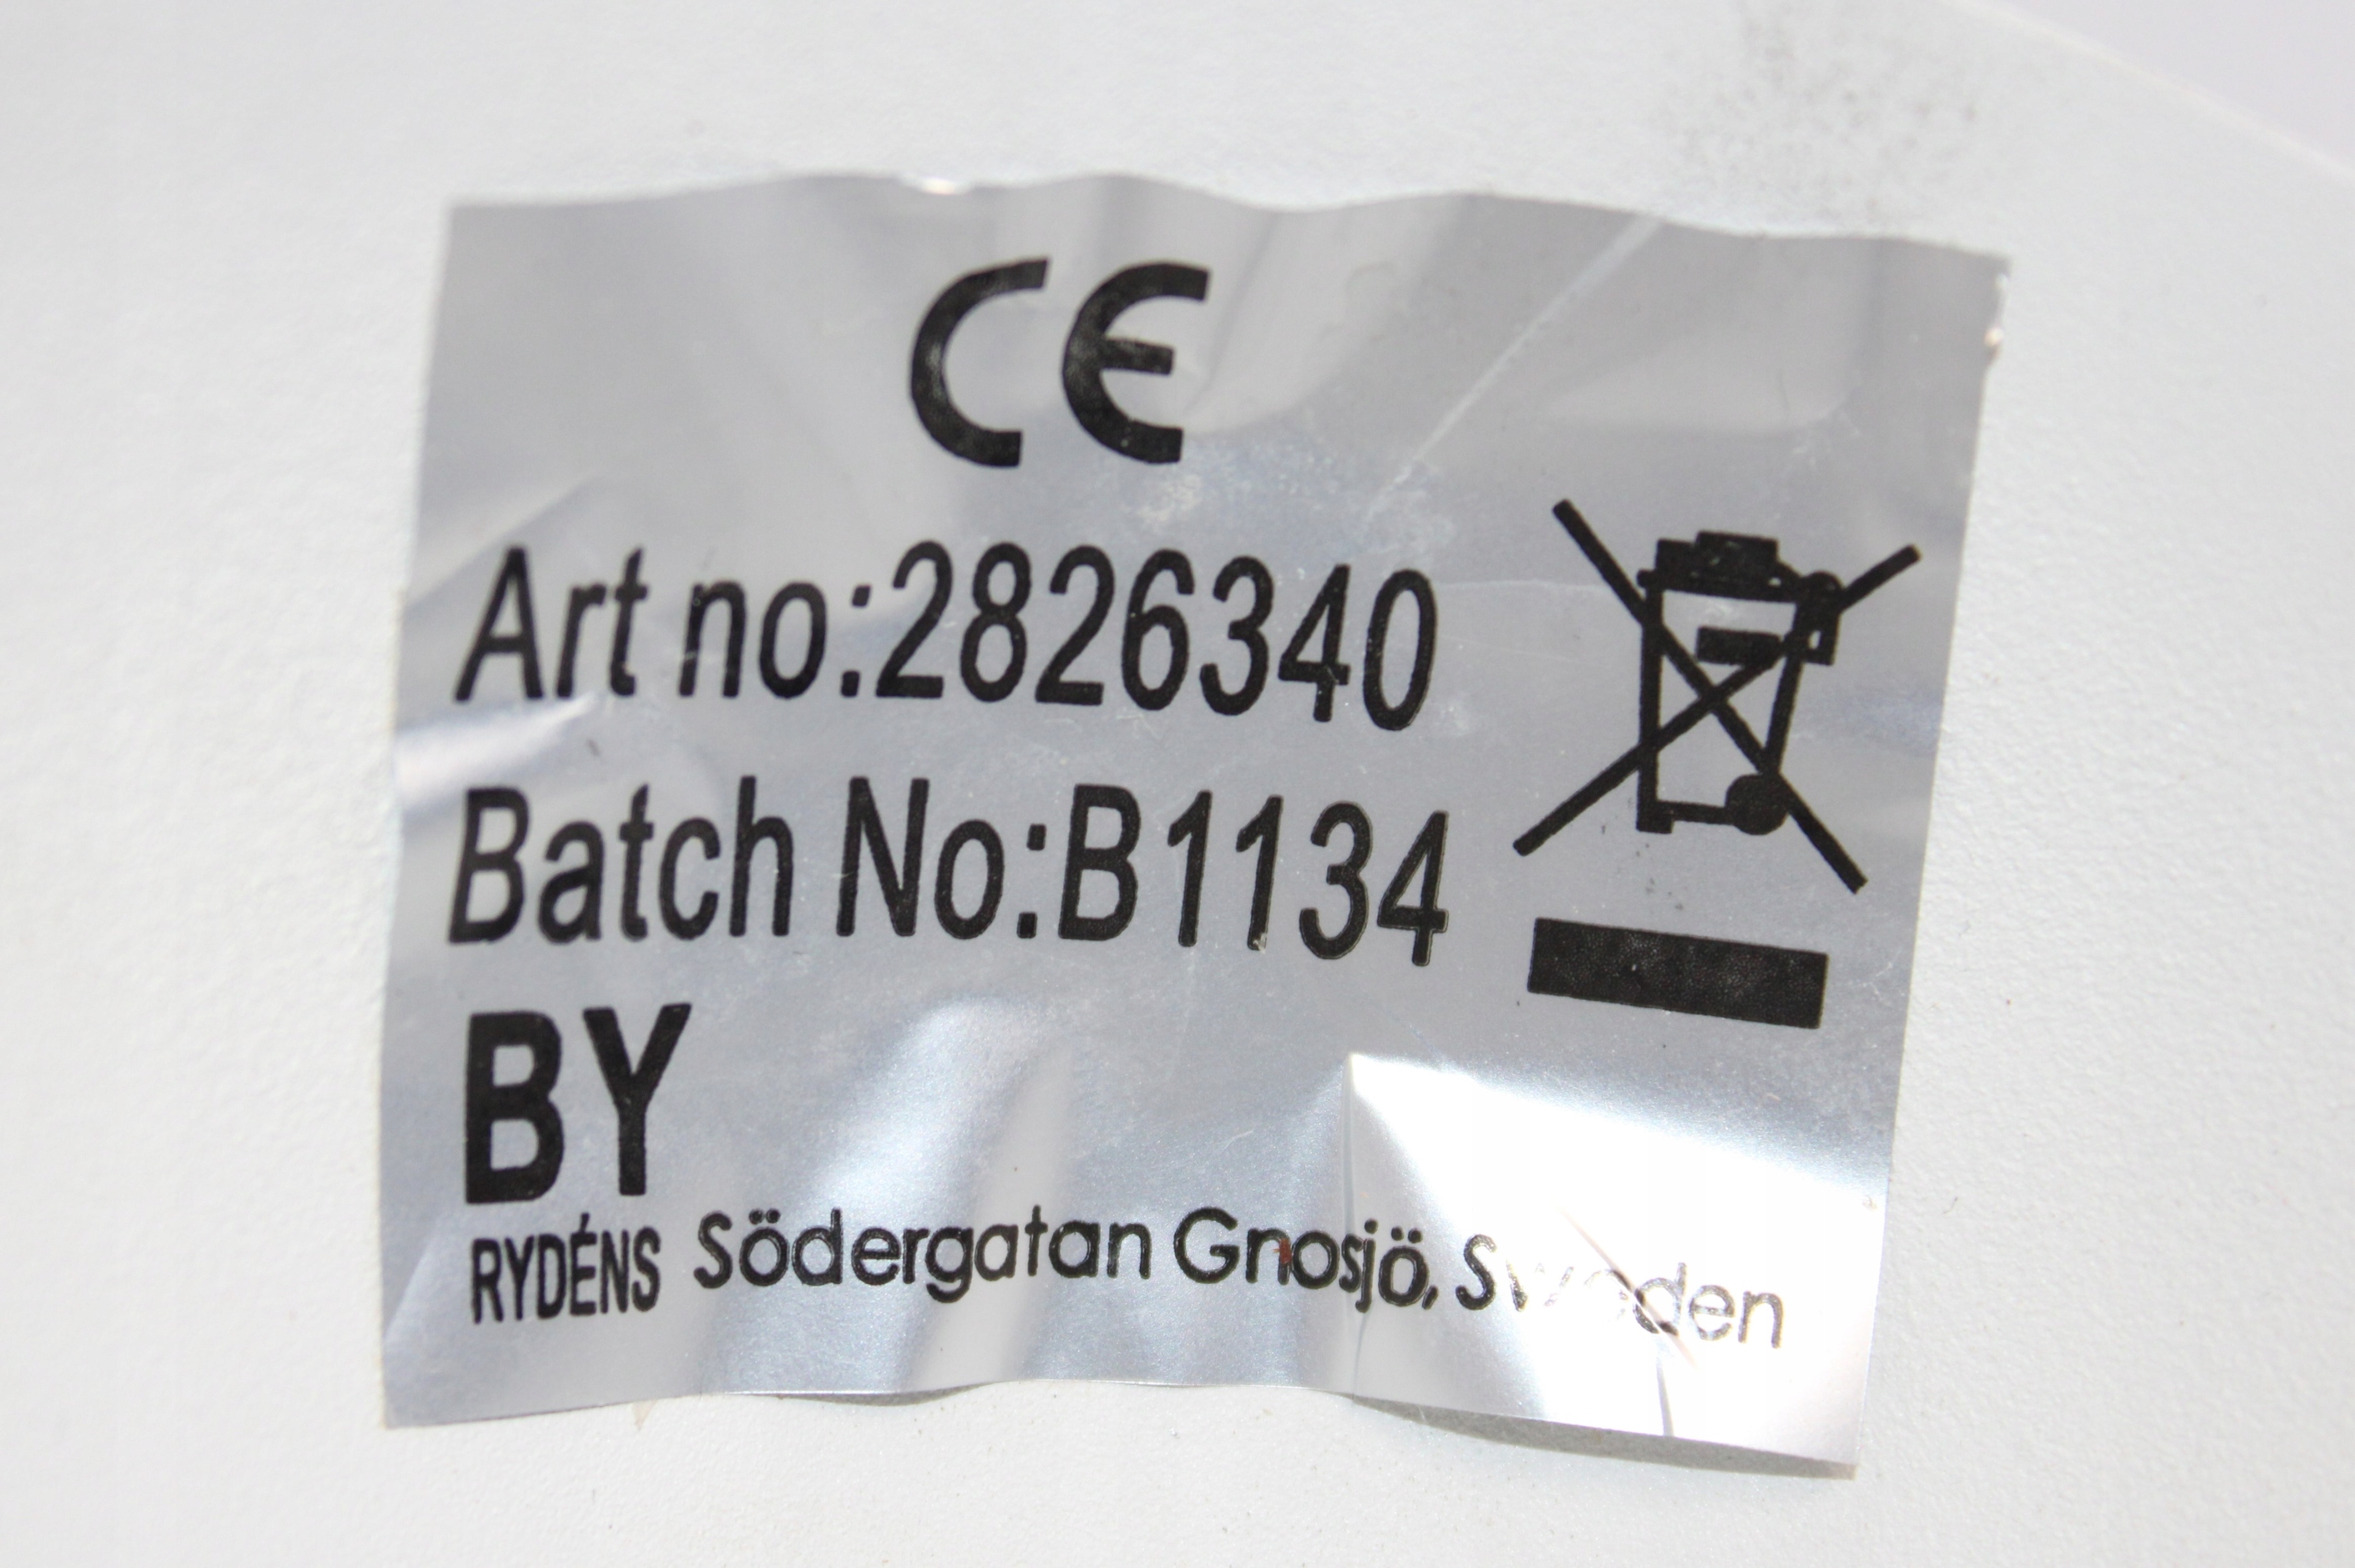 CE
Art no:2826340
Batch No:B1134
BY
RYDÉNS Södergatan Gnosjö, Sweden